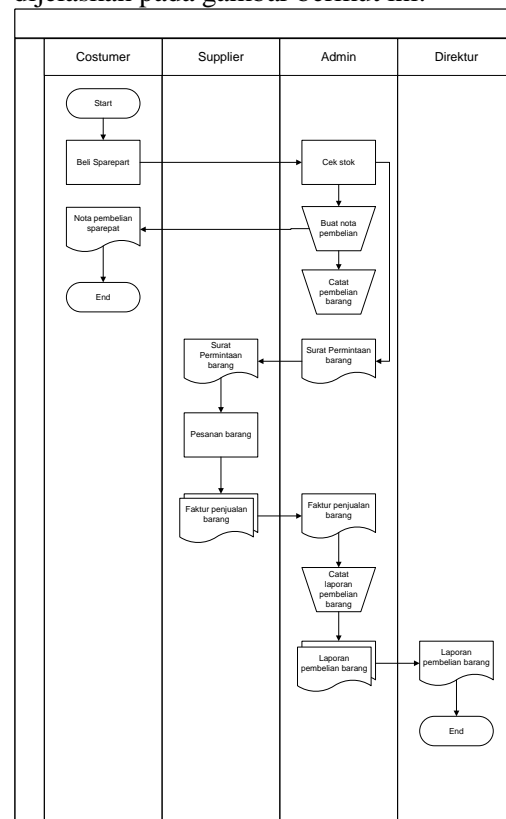 dijelaskan pada gambar berikut ini:
Costumer
Supplier
Admin
Direktur
Start
Beli Sparepart
Cek stok
Nota pembelian
sparepat
Buat nota
pembelian
End
Catat
pembelian
barang
Surat
Permintaan
barang
Surat Permintaan
barang
Pesanan barang
Faktur penjualan
barang
Faktur penjualan
barang
Catat
laporan
pembelian
barang
Laporan
pembelian barang
Laporan
pembelian barang
End